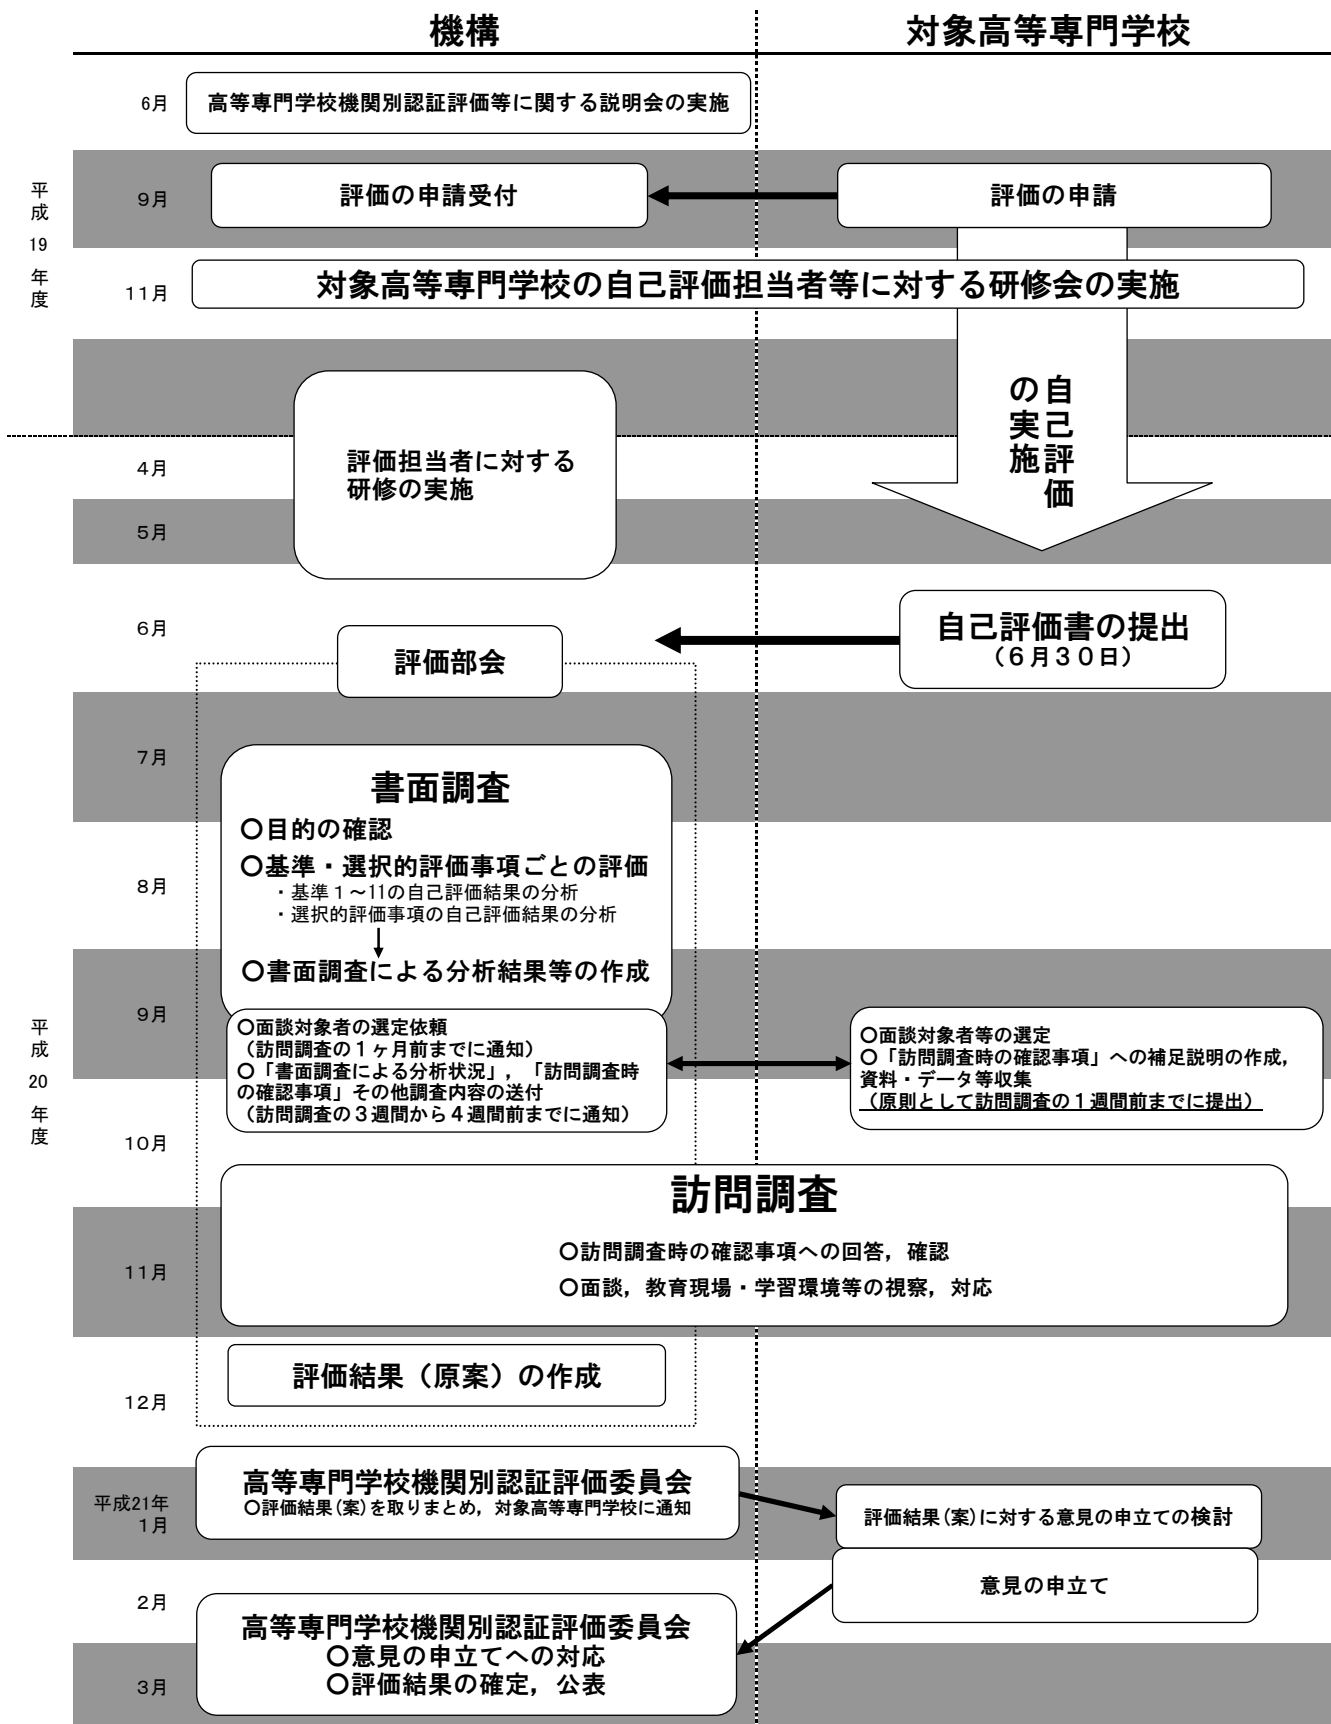 機構
対象高等専門学校
平成19年度
6月
高等専門学校機関別認証評価等に関する説明会の実施
9月
評価の申請受付
評価の申請
11月
対象高等専門学校の自己評価担当者等に対する研修会の実施
自己評価
の実施
評価担当者に対する
研修の実施
平成20年度
4月
5月
6月
自己評価書の提出
（６月３０日）
評価部会
7月
書面調査
○目的の確認
○基準・選択的評価事項ごとの評価
・基準１～11の自己評価結果の分析
・選択的評価事項の自己評価結果の分析
○書面調査による分析結果等の作成
8月
9月
○面談対象者の選定依頼
（訪問調査の１ヶ月前までに通知）
○「書面調査による分析状況」，「訪問調査時
の確認事項」その他調査内容の送付
（訪問調査の３週間から４週間前までに通知）
○面談対象者等の選定
○「訪問調査時の確認事項」への補足説明の作成，
資料・データ等収集
（原則として訪問調査の１週間前までに提出）
10月
訪問調査
○訪問調査時の確認事項への回答，確認
○面談，教育現場・学習環境等の視察，対応
11月
評価結果（原案）の作成
12月
平成21年
1月
高等専門学校機関別認証評価委員会
○評価結果(案)を取りまとめ，対象高等専門学校に通知
評価結果(案)に対する意見の申立ての検討
意見の申立て
2月
高等専門学校機関別認証評価委員会
○意見の申立てへの対応
○評価結果の確定，公表
3月